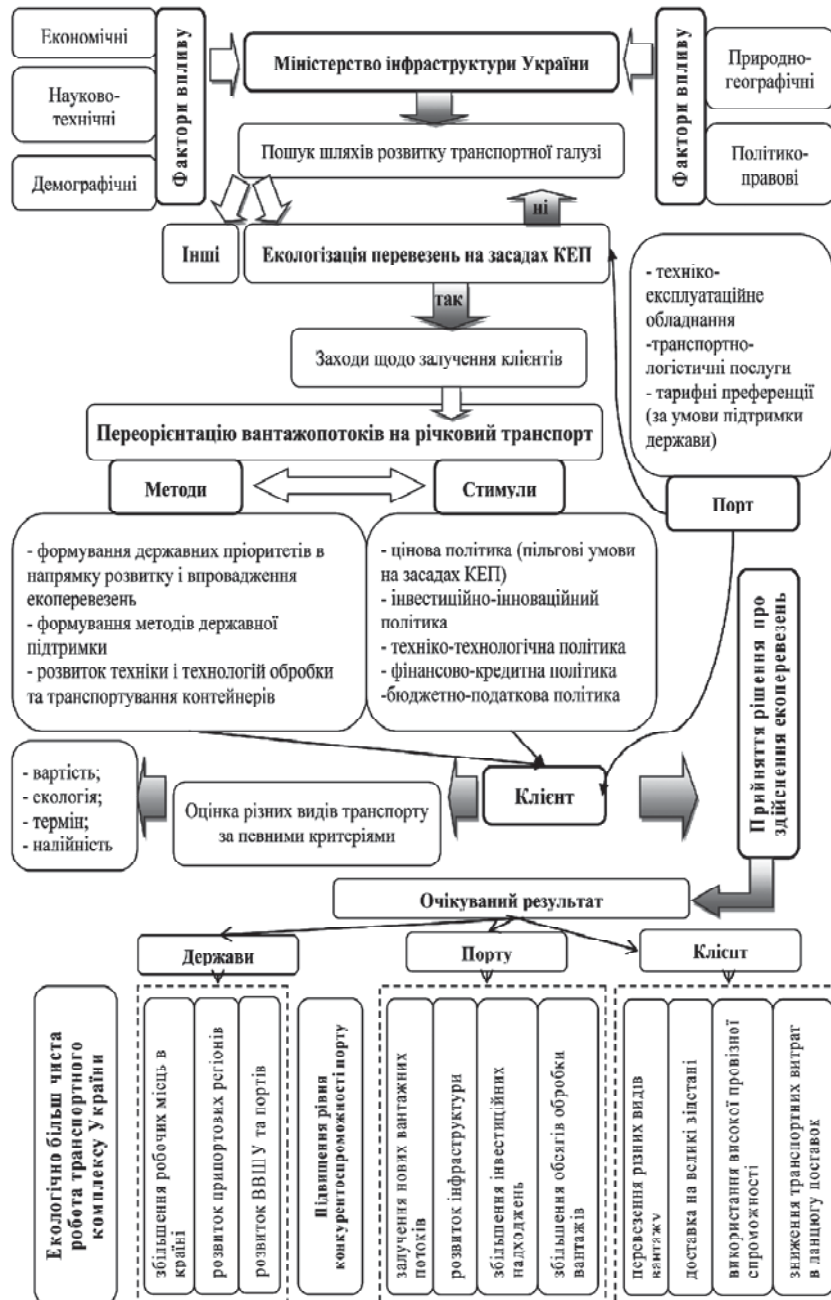 Економічні
Науково-
технічні
Демографічні
Фактори впливу
Міністерство інфраструктури України
Фактори впливу
Природно-
географічні
Політико-
правові
Пошук шляхів розвитку транспортної галузі
ні
Інші
Екологізація перевезень на засадах КЕП
так
Заходи щодо залучення клієнтів
Переорієнтацію вантажопотоків на річковий транспорт
- техніко-
експлуатаційне
обладнання
-транспортно-
логістичні послуги
- тарифні преференції
(за умови підтримки
держави)
Порт
Методи
Стимули
- формування державних пріоритетів в
напрямку розвитку і впровадження
екоперевезень
- формування методів державної
підтримки
- розвиток техніки і технологій обробки
та транспортування контейнерів
- цінова політика (пільгові умови
на засадах КЕП)
- інвестиційно-інноваційний
політика
- техніко-технологічна політика
- фінансово-кредитна політика
-бюджетно-податкова політика
Прийняття рішення про
здійснення екоперевезень
- вартість;
- екологія;
- термін;
- надійність
Оцінка різних видів транспорту
за певними критеріями
Клієнт
Очікуваний результат
Держави
Порту
Клієнт
Екологічно більш чиста
робота транспортного
комплексу України
збільшення робочих місць в
країні
розвиток припортових регіонів
розвиток ВВШУ та портів
Підвищення рівня
конкурентоспроможності порту
залучення нових вантажних
потоків
розвиток інфраструктури
збільшення інвестиційних
надходжень
збільшення обсягів обробки
вантажів
перевезення різних видів
вантажу
доставка на великі відстані
використання високої провізної
спроможності
зниження транспортних витрат
в ланцюгу поставок